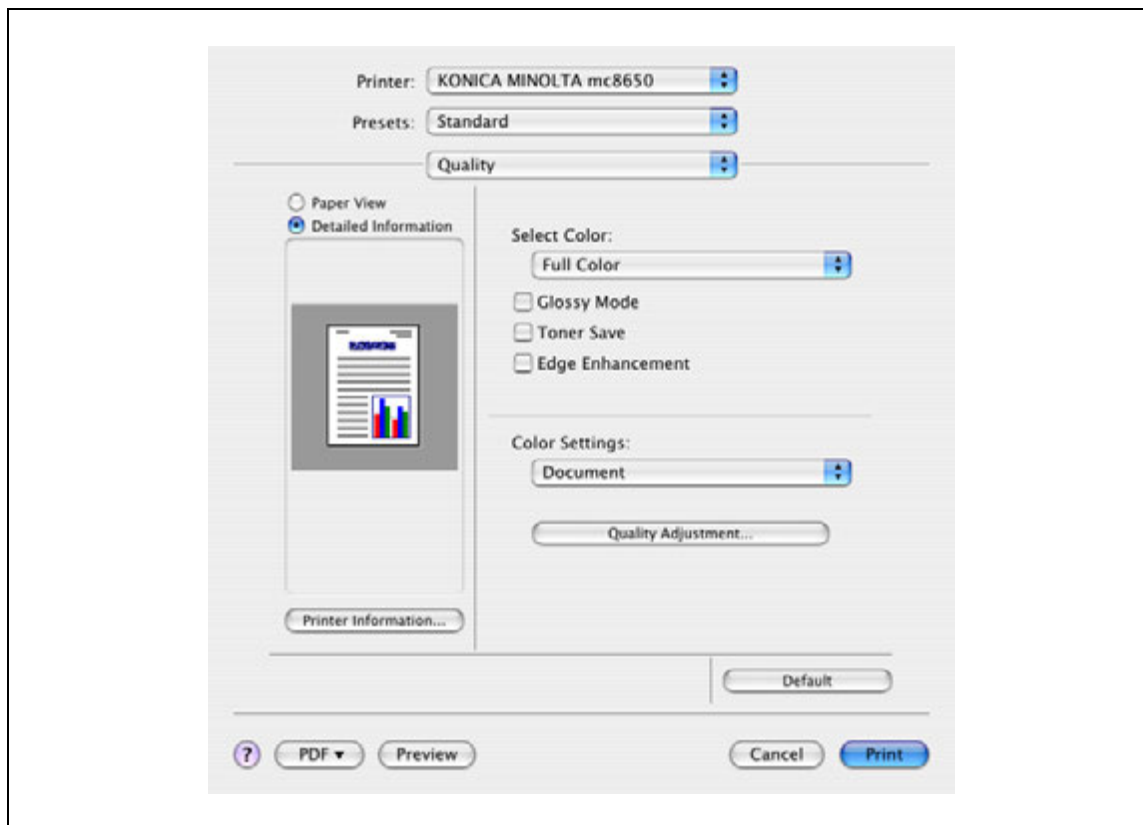 Printer: KONICA MINOLTA mc8650
Presets: Standard
Quality
Paper View
Detailed Information
Select Color:
Full Color
Glossy Mode
Toner Save
Edge Enhancement
Color Settings:
Document
Quality Adjustment...
Printer Information...
Default
? PDF ▼ Preview Cancel Print